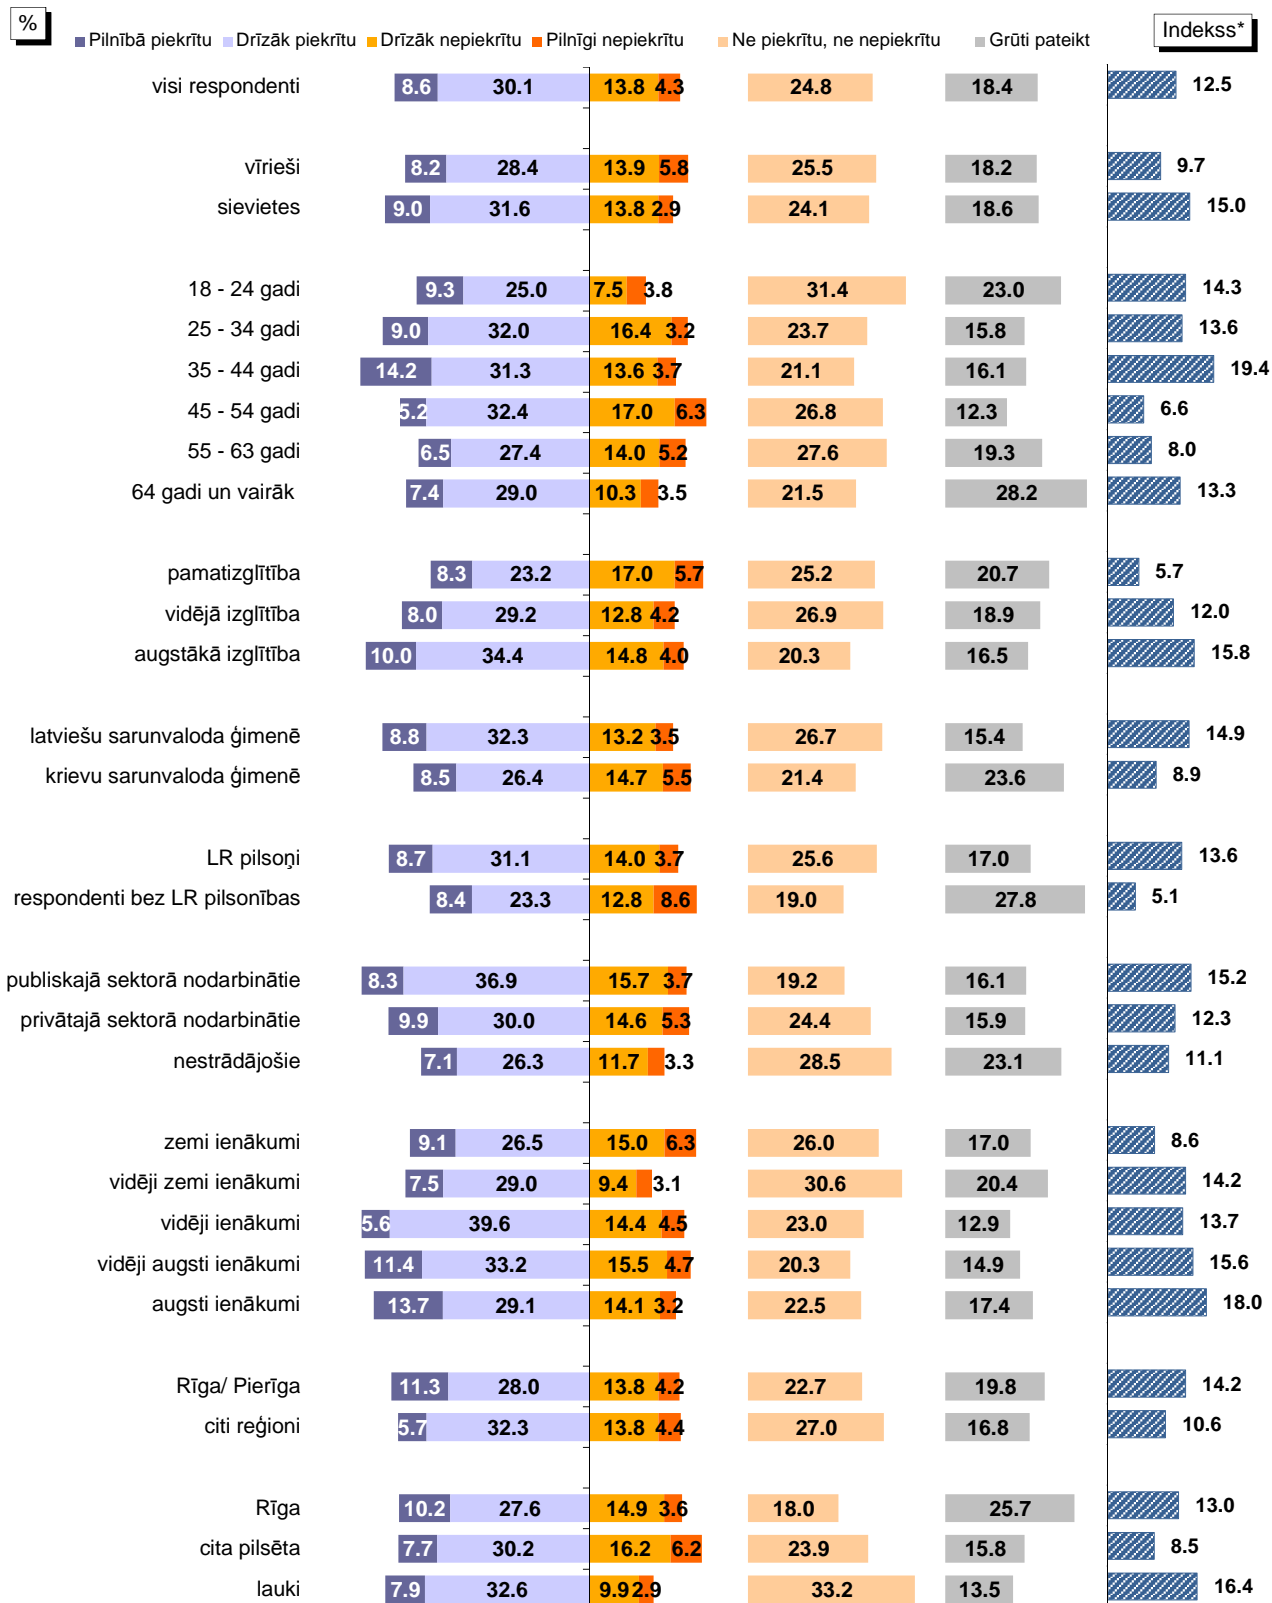 %
Pilnībā piekrītu Drīzāk piekrītu Drīzāk nepiekrītu Pilnīgi nepiekrītu Ne piekrītu, ne nepiekrītu Grūti pateikt Indekss*
visi respondenti 8.6 30.1 13.8 4.3 24.8 18.4 12.5
vīrieši 8.2 28.4 13.9 5.8 25.5 18.2 9.7
sievietes 9.0 31.6 13.8 2.9 24.1 18.6 15.0
18 - 24 gadi 9.3 25.0 7.5 3.8 31.4 23.0 14.3
25 - 34 gadi 9.0 32.0 16.4 3.2 23.7 15.8 13.6
35 - 44 gadi 14.2 31.3 13.6 3.7 21.1 16.1 19.4
45 - 54 gadi 5.2 32.4 17.0 6.3 26.8 12.3 6.6
55 - 63 gadi 6.5 27.4 14.0 5.2 27.6 19.3 8.0
64 gadi un vairāk 7.4 29.0 10.3 3.5 21.5 28.2 13.3
pamatizglītība 8.3 23.2 17.0 5.7 25.2 20.7 5.7
vidējā izglītība 8.0 29.2 12.8 4.2 26.9 18.9 12.0
augstākā izglītība 10.0 34.4 14.8 4.0 20.3 16.5 15.8
latviešu sarunvaloda ģimenē 8.8 32.3 13.2 3.5 26.7 15.4 14.9
krievu sarunvaloda ģimenē 8.5 26.4 14.7 5.5 21.4 23.6 8.9
LR pilsoņi 8.7 31.1 14.0 3.7 25.6 17.0 13.6
respondenti bez LR pilsonības 8.4 23.3 12.8 8.6 19.0 27.8 5.1
publiskajā sektorā nodarbinātie 8.3 36.9 15.7 3.7 19.2 16.1 15.2
privātajā sektorā nodarbinātie 9.9 30.0 14.6 5.3 24.4 15.9 12.3
nestrādājošie 7.1 26.3 11.7 3.3 28.5 23.1 11.1
zemi ienākumi 9.1 26.5 15.0 6.3 26.0 17.0 8.6
vidēji zemi ienākumi 7.5 29.0 9.4 3.1 30.6 20.4 14.2
vidēji ienākumi 5.6 39.6 14.4 4.5 23.0 12.9 13.7
vidēji augsti ienākumi 11.4 33.2 15.5 4.7 20.3 14.9 15.6
augsti ienākumi 13.7 29.1 14.1 3.2 22.5 17.4 18.0
Rīga/ Pierīga 11.3 28.0 13.8 4.2 22.7 19.8 14.2
citi reģioni 5.7 32.3 13.8 4.4 27.0 16.8 10.6
Rīga 10.2 27.6 14.9 3.6 18.0 25.7 13.0
cita pilsēta 7.7 30.2 16.2 6.2 23.9 15.8 8.5
lauki 7.9 32.6 9.9 2.9 33.2 13.5 16.4